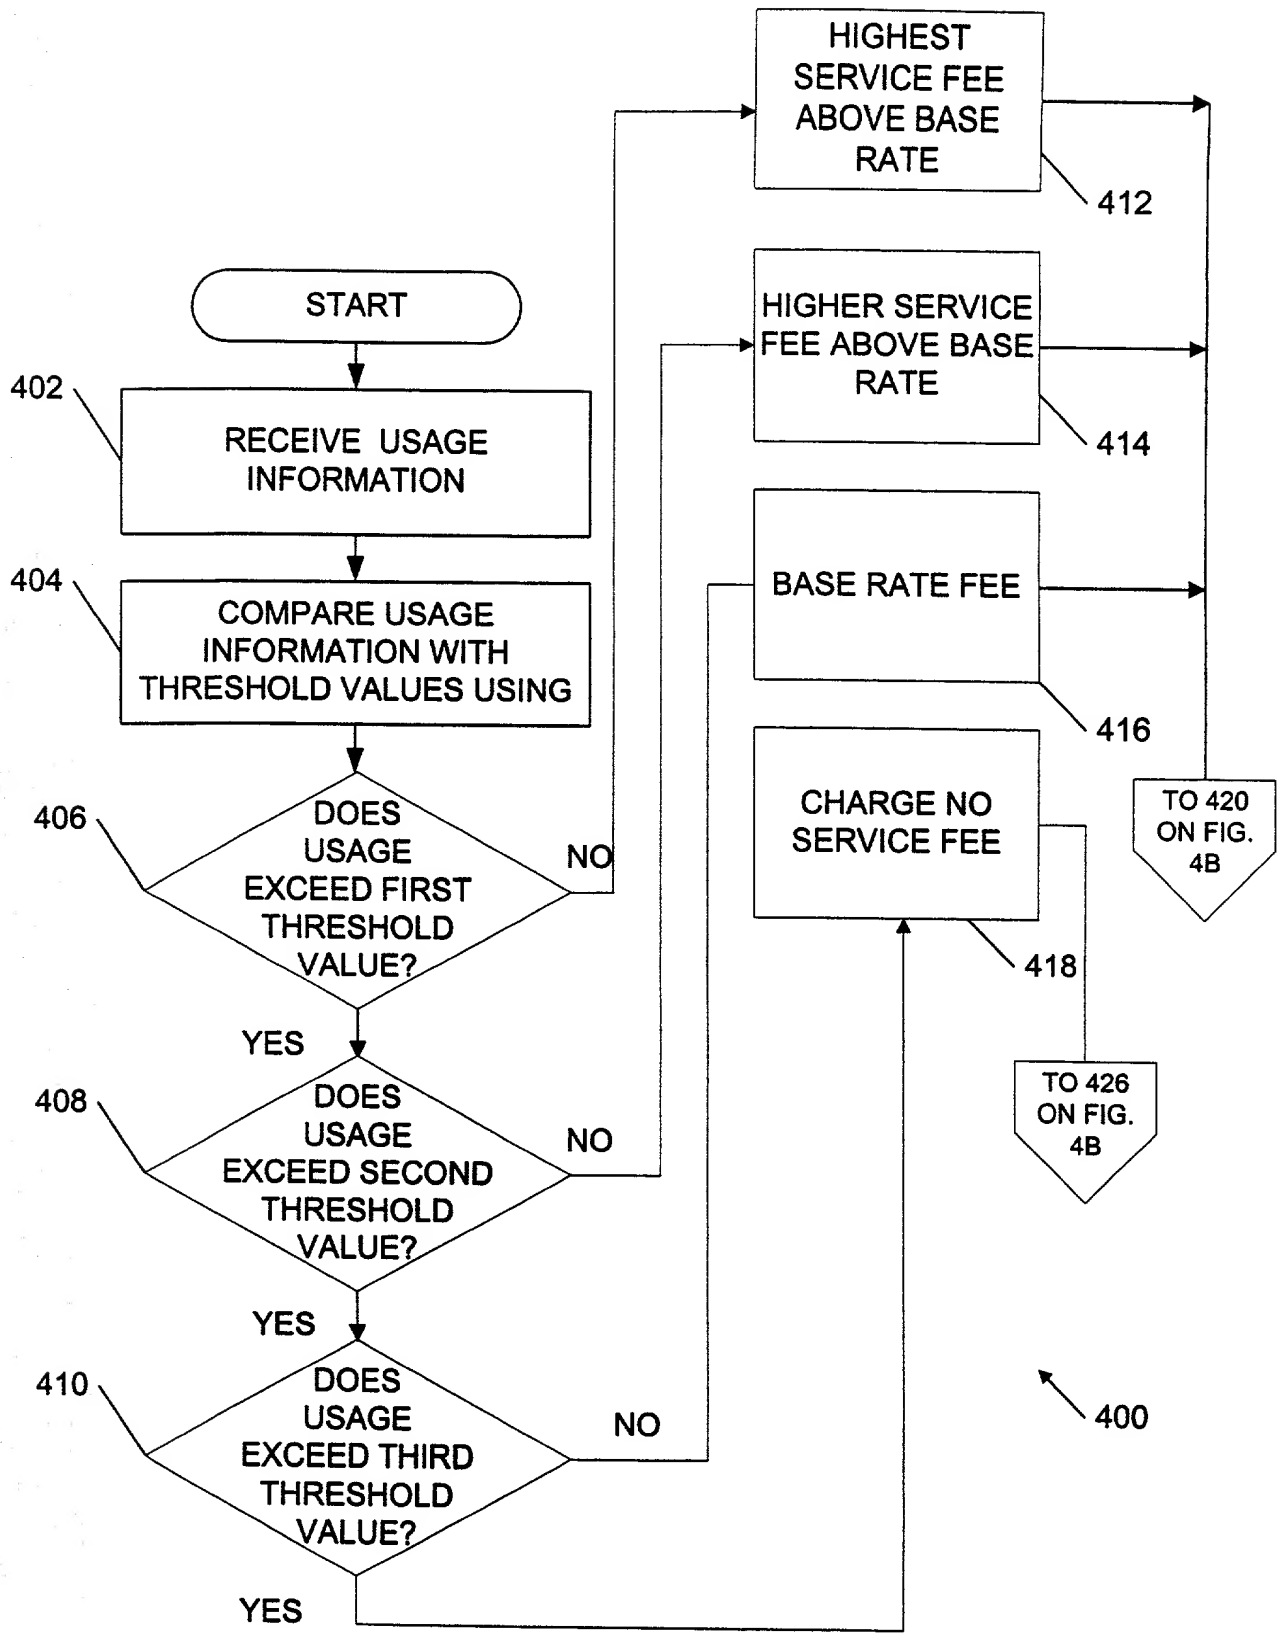 HIGHEST
SERVICE FEE
ABOVE BASE
RATE
412
START
HIGHER SERVICE
FEE ABOVE BASE
RATE
414
402
RECEIVE USAGE
INFORMATION
404
COMPARE USAGE
INFORMATION WITH
THRESHOLD VALUES USING
BASE RATE FEE
416
406
DOES
USAGE
EXCEED FIRST
THRESHOLD
VALUE?
NO
YES
CHARGE NO
SERVICE FEE
418
TO 420
ON FIG.
4B
408
DOES
USAGE
EXCEED SECOND
THRESHOLD
VALUE?
NO
YES
TO 426
ON FIG.
4B
410
DOES
USAGE
EXCEED THIRD
THRESHOLD
VALUE?
NO
YES
400